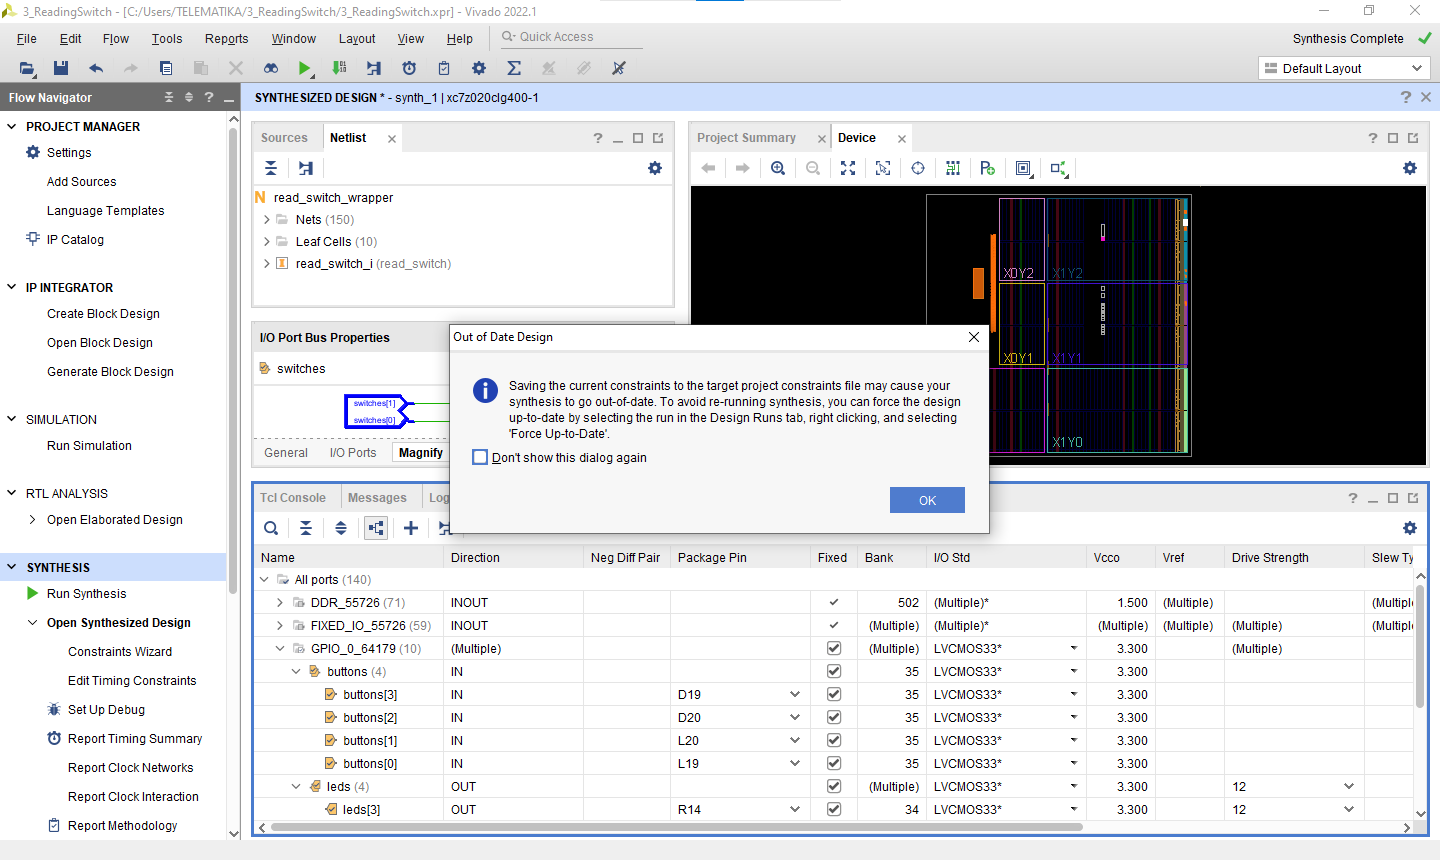 3_ReadingSwitch - [C:/Users/TELEMATIKA/3_ReadingSwitch/3_ReadingSwitch.xpr] - Vivado 2022.1
File Edit Flow Tools Reports Window Layout View Help Quick Access
Synthesis Complete
Default Layout
Flow Navigator
SYNTHESIZED DESIGN * - synth_1 | xc7z020clg400-1
PROJECT MANAGER
Settings
Add Sources
Language Templates
IP Catalog
IP INTEGRATOR
Create Block Design
Open Block Design
Generate Block Design
SIMULATION
Run Simulation
RTL ANALYSIS
Open Elaborated Design
SYNTHESIS
Run Synthesis
Open Synthesized Design
Constraints Wizard
Edit Timing Constraints
Set Up Debug
Report Timing Summary
Report Clock Networks
Report Clock Interaction
Report Methodology
Sources Netlist
N read_switch_wrapper
Nets (150)
Leaf Cells (10)
read_switch_i (read_switch)
Project Summary Device
X0Y2 X1Y2
X0Y1 X1Y1
X1Y0
I/O Port Bus Properties
switches
switches[1]
switches[0]
General I/O Ports Magnify
Out of Date Design
Saving the current constraints to the target project constraints file may cause your
synthesis to go out-of-date. To avoid re-running synthesis, you can force the design
up-to-date by selecting the run in the Design Runs tab, right clicking, and selecting
'Force Up-to-Date'.
Don't show this dialog again
OK
Tcl Console Messages Log
Name Direction Neg Diff Pair Package Pin Fixed Bank I/O Std Vcco Vref Drive Strength Slew Ty
All ports (140)
DDR_55726 (71) INOUT 502 (Multiple)* 1.500 (Multiple) (Multipl
FIXED_IO_55726 (59) INOUT (Multiple) (Multiple)* (Multiple) (Multiple) (Multiple) (Multipl
GPIO_0_64179 (10) (Multiple) (Multiple) LVCMOS33* 3.300 (Multiple)
buttons (4) IN 35 LVCMOS33* 3.300
buttons[3] IN D19 35 LVCMOS33* 3.300
buttons[2] IN D20 35 LVCMOS33* 3.300
buttons[1] IN L20 35 LVCMOS33* 3.300
buttons[0] IN L19 35 LVCMOS33* 3.300
leds (4) OUT (Multiple) LVCMOS33* 3.300 12
leds[3] OUT R14 34 LVCMOS33* 3.300 12